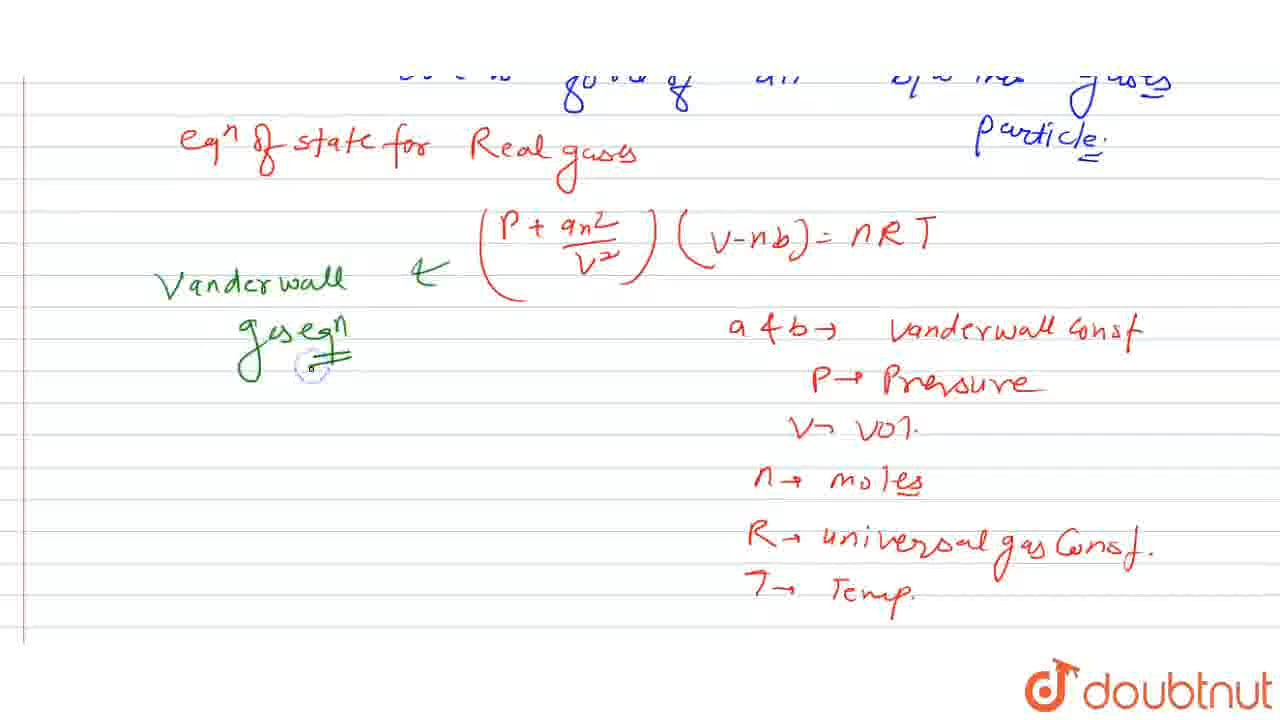 gases
particle.
eqⁿ of state for Real gases
(P + an²/V²) (V-nb) = nRT
Vanderwall
gas eqⁿ
a & b → Vanderwall Const
P → Pressure
V → Vol.
n → moles
R → universal gas Const.
T → Temp.
doubtnut